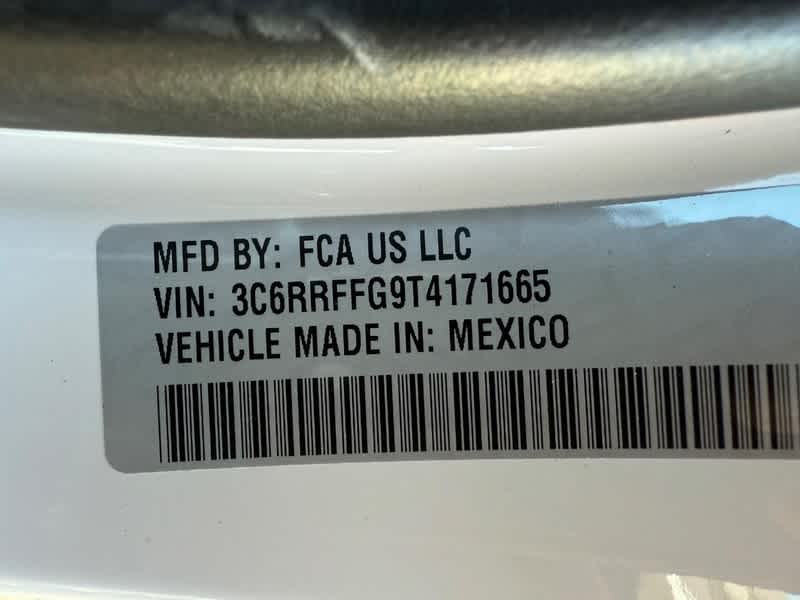 MFD BY: FCA US LLC
VIN: 3C6RRFFG9T4171665
VEHICLE MADE IN: MEXICO